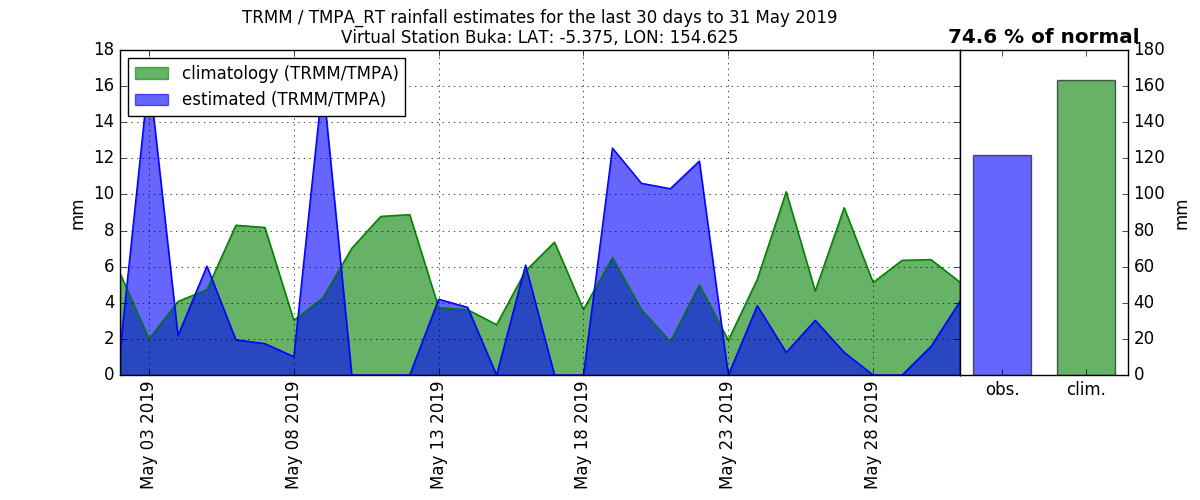 TRMM / TMPA_RT rainfall estimates for the last 30 days to 31 May 2019
Virtual Station Buka: LAT: -5.375, LON: 154.625
74.6 % of normal
climatology (TRMM/TMPA)
estimated (TRMM/TMPA)
18
16
14
12
10
8
6
4
2
0
mm
May 03 2019
May 08 2019
May 13 2019
May 18 2019
May 23 2019
May 28 2019
obs.
clim.
180
160
140
120
100
80
60
40
20
0
mm